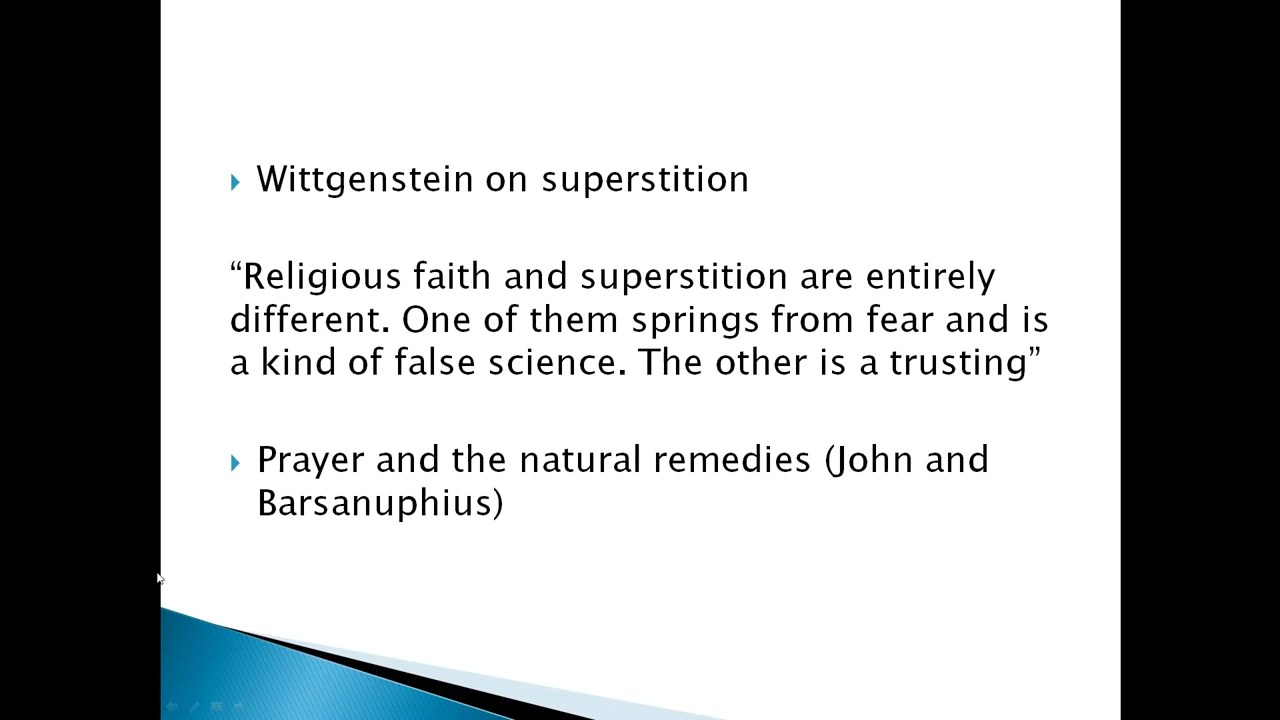 Wittgenstein on superstition
“Religious faith and superstition are entirely
different. One of them springs from fear and is
a kind of false science. The other is a trusting”
Prayer and the natural remedies (John and
Barsanuphius)